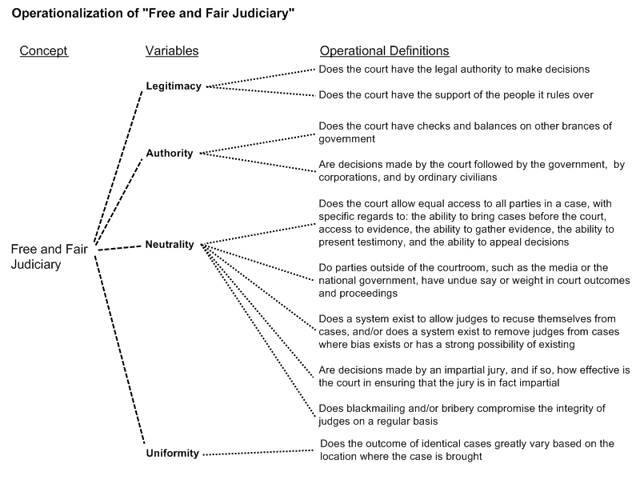 Operationalization of "Free and Fair Judiciary"
Concept
Variables
Operational Definitions
Free and Fair
Judiciary
Legitimacy
Does the court have the legal authority to make decisions
Does the court have the support of the people it rules over
Authority
Does the court have checks and balances on other brances of
government
Are decisions made by the court followed by the government, by
corporations, and by ordinary civilians
Neutrality
Does the court allow equal access to all parties in a case, with
specific regards to: the ability to bring cases before the court,
access to evidence, the ability to gather evidence, the ability to
present testimony, and the ability to appeal decisions
Do parties outside of the courtroom, such as the media or the
national government, have undue say or weight in court outcomes
and proceedings
Does a system exist to allow judges to recuse themselves from
cases, and/or does a system exist to remove judges from cases
where bias exists or has a strong possibility of existing
Are decisions made by an impartial jury, and if so, how effective is
the court in ensuring that the jury is in fact impartial
Does blackmailing and/or bribery compromise the integrity of
judges on a regular basis
Uniformity
Does the outcome of identical cases greatly vary based on the
location where the case is brought